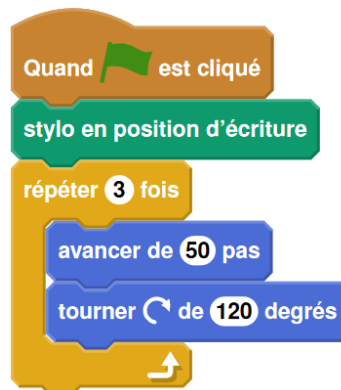 Quand est cliqué
stylo en position d'écriture
répéter 3 fois
avancer de 50 pas
tourner de 120 degrés